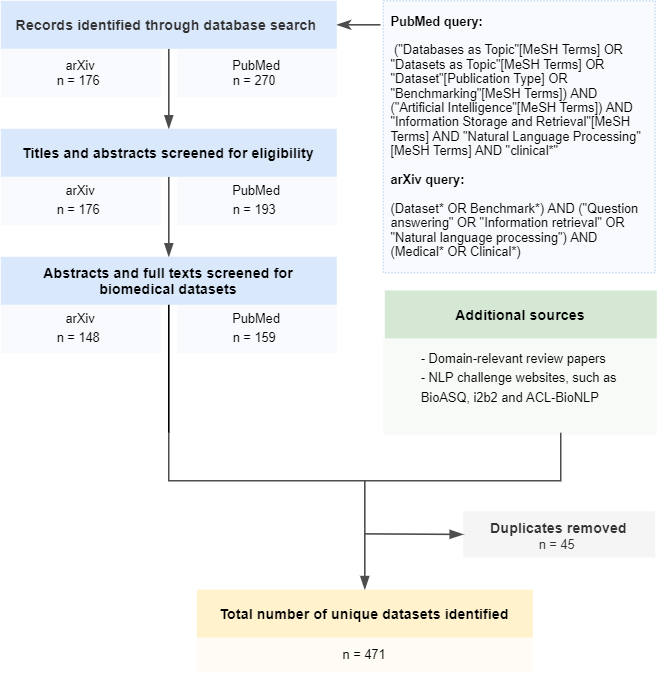 Records identified through database search
arXiv
n = 176
PubMed
n = 270
Titles and abstracts screened for eligibility
arXiv
n = 176
PubMed
n = 193
Abstracts and full texts screened for
biomedical datasets
arXiv
n = 148
PubMed
n = 159
PubMed query:
("Databases as Topic"[MeSH Terms] OR
"Datasets as Topic"[MeSH Terms] OR
"Dataset"[Publication Type] OR
"Benchmarking"[MeSH Terms]) AND
("Artificial Intelligence"[MeSH Terms]) AND
"Information Storage and Retrieval"[MeSH
Terms] AND "Natural Language Processing"
[MeSH Terms] AND "clinical*"
arXiv query:
(Dataset* OR Benchmark*) AND ("Question
answering" OR "Information retrieval" OR
"Natural language processing") AND
(Medical* OR Clinical*)
Additional sources
- Domain-relevant review papers
- NLP challenge websites, such as
BioASQ, i2b2 and ACL-BioNLP
Duplicates removed
n = 45
Total number of unique datasets identified
n = 471